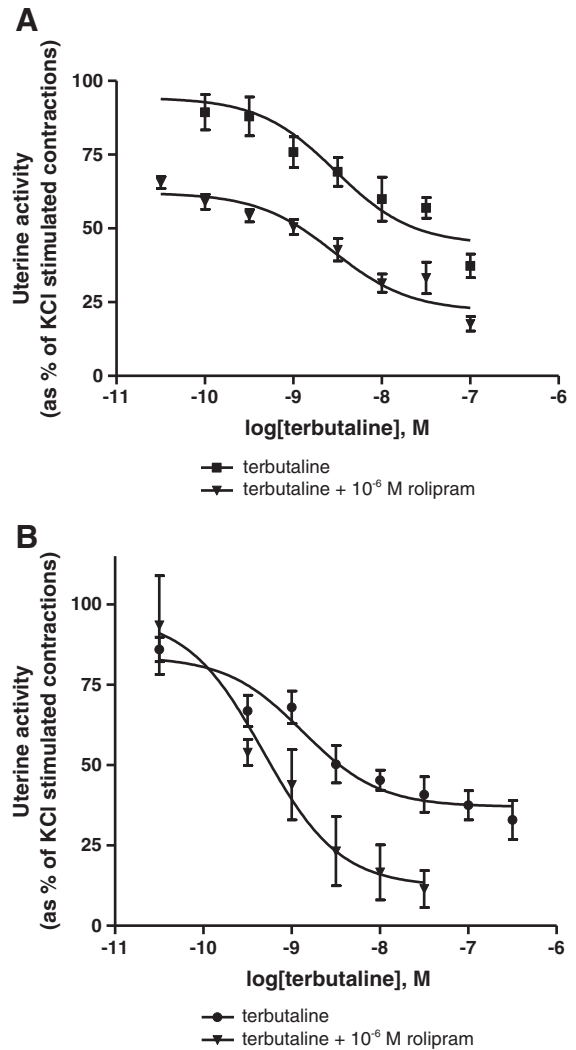 A
Uterine activity
(as % of KCl stimulated contractions)
100
75
50
25
0
-11 -10 -9 -8 -7 -6
log[terbutaline], M
terbutaline
terbutaline + 10⁻⁶ M rolipram
B
Uterine activity
(as % of KCl stimulated contractions)
100
75
50
25
0
-11 -10 -9 -8 -7 -6
log[terbutaline], M
terbutaline
terbutaline + 10⁻⁶ M rolipram